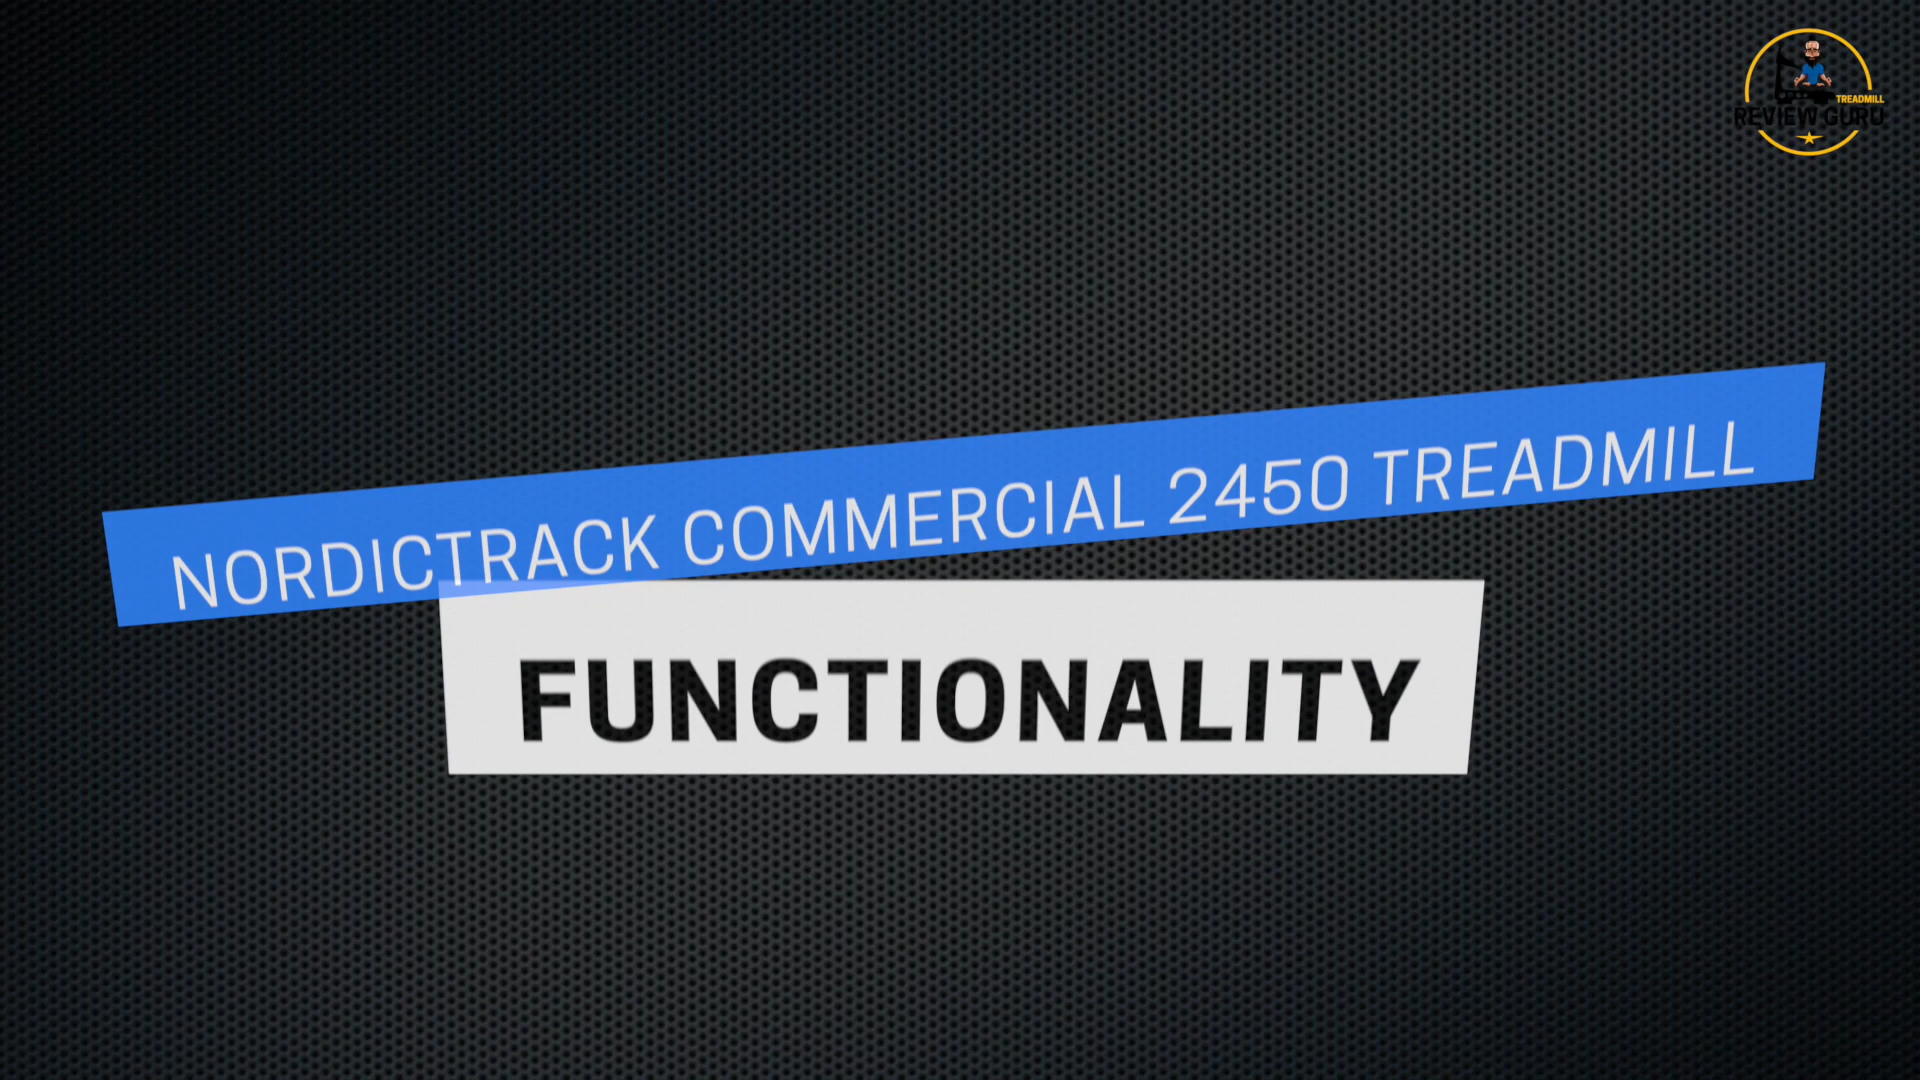 TREADMILL
REVIEW GURU
NORDICTRACK COMMERCIAL 2450 TREADMILL
FUNCTIONALITY